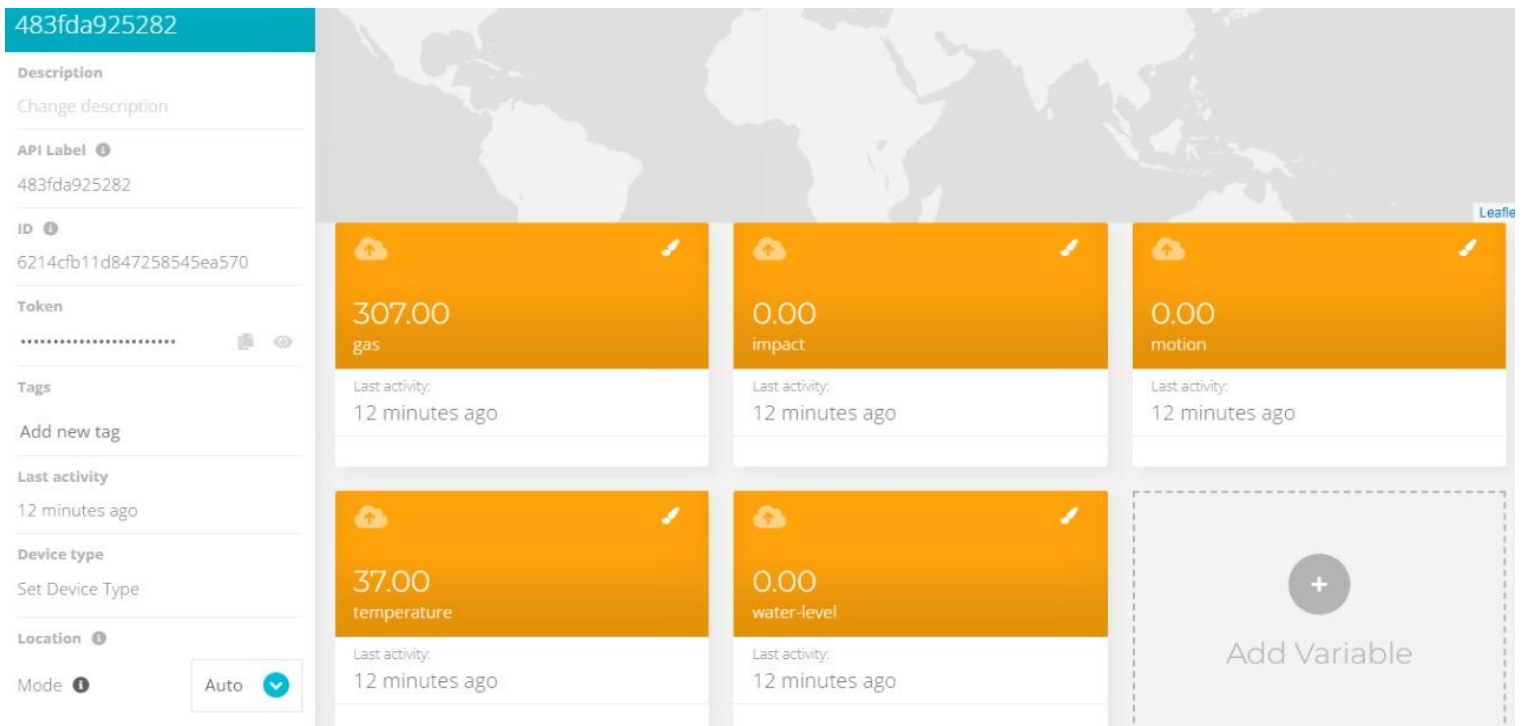 483fda925282
Description
Change description
API Label
483fda925282
ID
6214cfb11d847258545ea570
Token
•••••••••••••••••••••••••
Tags
Add new tag
Last activity
12 minutes ago
Device type
Set Device Type
Location
Mode
Auto
Leafle
307.00
gas
Last activity:
12 minutes ago
0.00
impact
Last activity:
12 minutes ago
0.00
motion
Last activity:
12 minutes ago
37.00
temperature
Last activity:
12 minutes ago
0.00
water-level
Last activity:
12 minutes ago
Add Variable